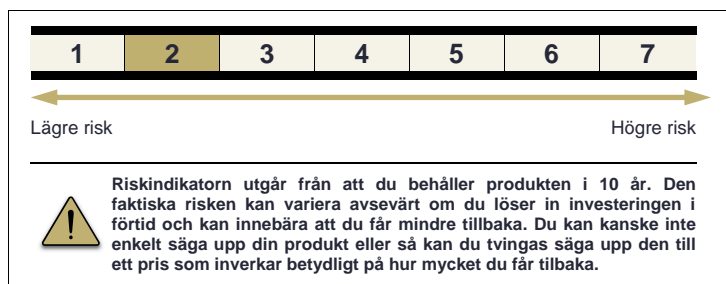 1 2 3 4 5 6 7
Lägre risk Högre risk
Riskindikatorn utgår från att du behåller produkten i 10 år. Den
faktiska risken kan variera avsevärt om du löser in investeringen i
förtid och kan innebära att du får mindre tillbaka. Du kan kanske inte
enkelt säga upp din produkt eller så kan du tvingas säga upp den till
ett pris som inverkar betydligt på hur mycket du får tilbaka.